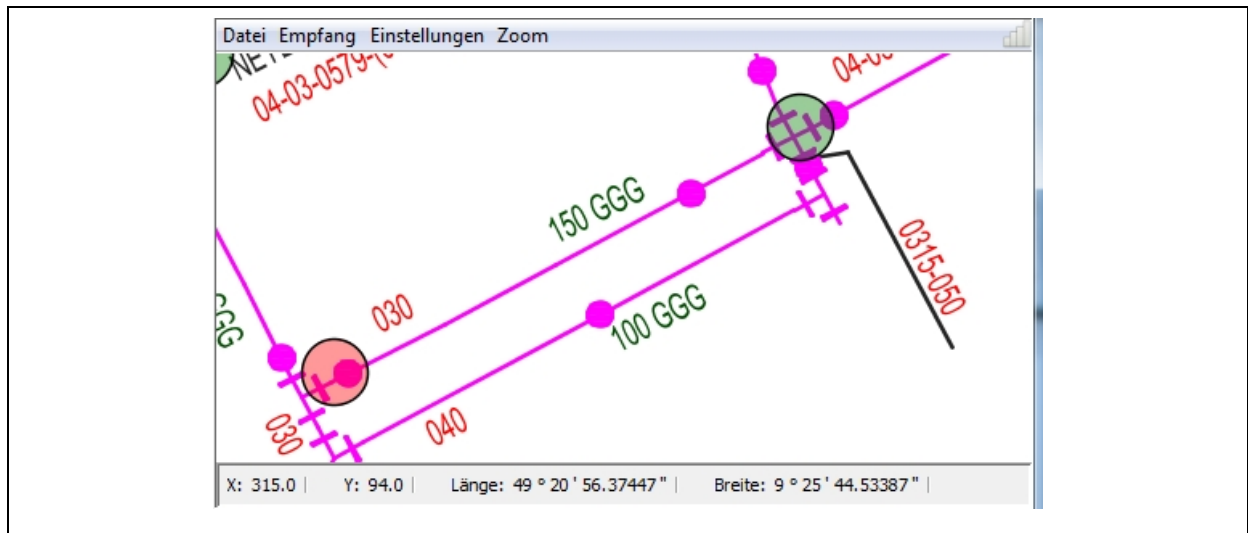 Datei Empfang Einstellungen Zoom
04-03-0579-(
150 GGG
0315-050
100 GGG
030
040
030
X: 315.0 | Y: 94.0 | Länge: 49 ° 20 ' 56.37447 " | Breite: 9 ° 25 ' 44.53387 " |